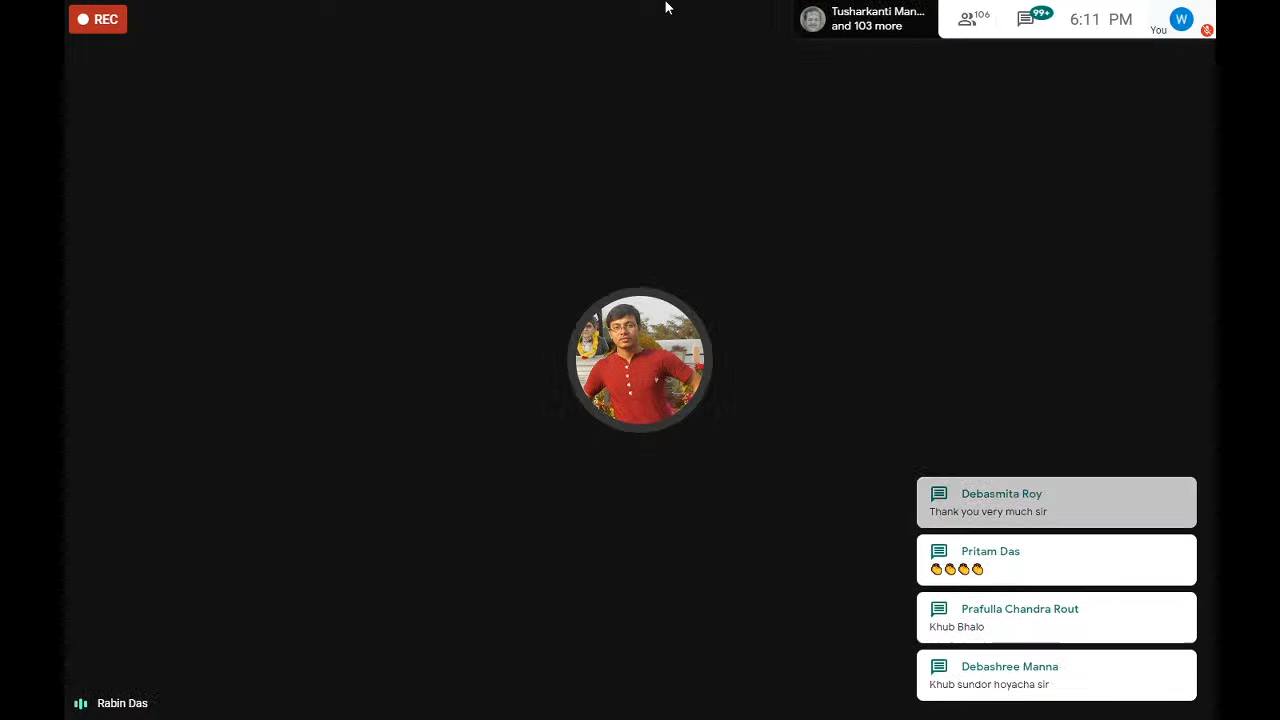 REC
Tusharkanti Man...
and 103 more
106
99+
6:11 PM
You
W
Debasmita Roy
Thank you very much sir
Pritam Das
👏👏👏👏
Prafulla Chandra Rout
Khub Bhalo
Debashree Manna
Khub sundor hoyacha sir
Rabin Das